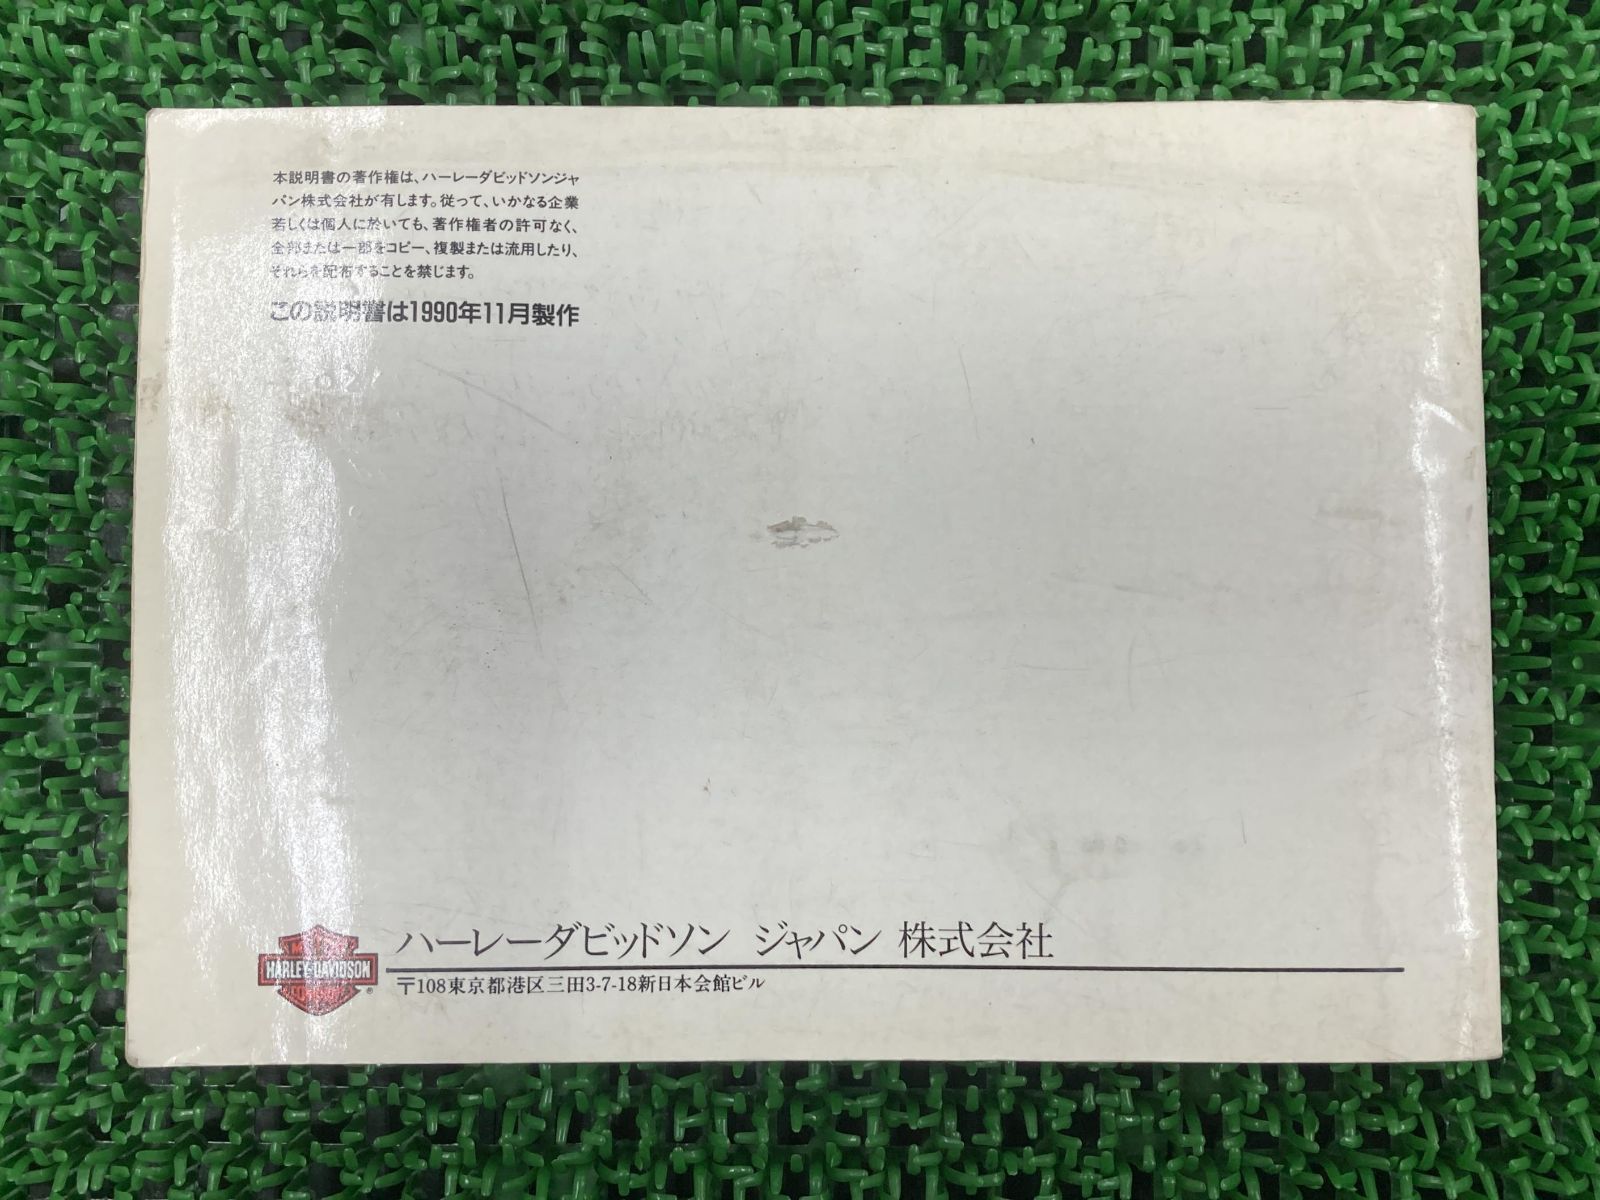 本説明書の著作権は、ハーレーダビッドソンジャ
パン株式会社が有します。従って、いかなる企業
若しくは個人に於いても、著作権者の許可なく、
全部または一部をコピー、複製または流用したり、
それらを配布することを禁じます。
この説明書は1990年11月製作
MOTOR
HARLEY-DAVIDSON
CYCLES
®
ハーレーダビッドソン ジャパン 株式会社
〒108東京都港区三田3-7-18新日本会館ビル